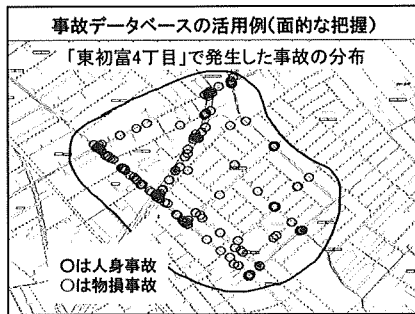 事故データベースの活用例(面的な把握)
「東初富4丁目」で発生した事故の分布
○は人身事故
○は物損事故